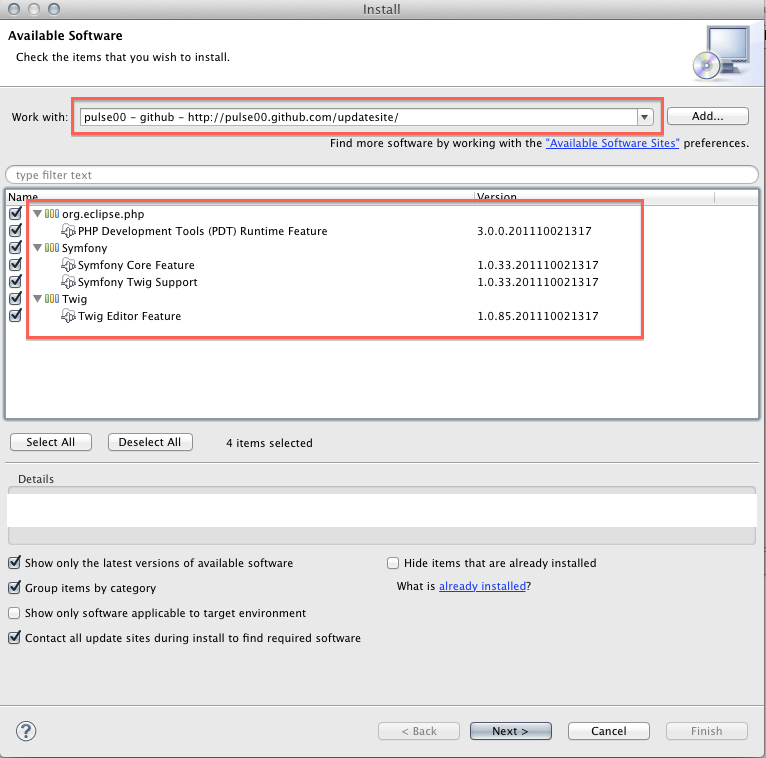 Install
Available Software
Check the items that you wish to install.
Work with: pulse00 – github – http://pulse00.github.com/updatesite/ Add...
Find more software by working with the "Available Software Sites" preferences.
type filter text
Name Version
org.eclipse.php
PHP Development Tools (PDT) Runtime Feature 3.0.0.201110021317
Symfony
Symfony Core Feature 1.0.33.201110021317
Symfony Twig Support 1.0.33.201110021317
Twig
Twig Editor Feature 1.0.85.201110021317
Select All Deselect All 4 items selected
Details
Show only the latest versions of available software Hide items that are already installed
Group items by category What is already installed?
Show only software applicable to target environment
Contact all update sites during install to find required software
? < Back Next > Cancel Finish